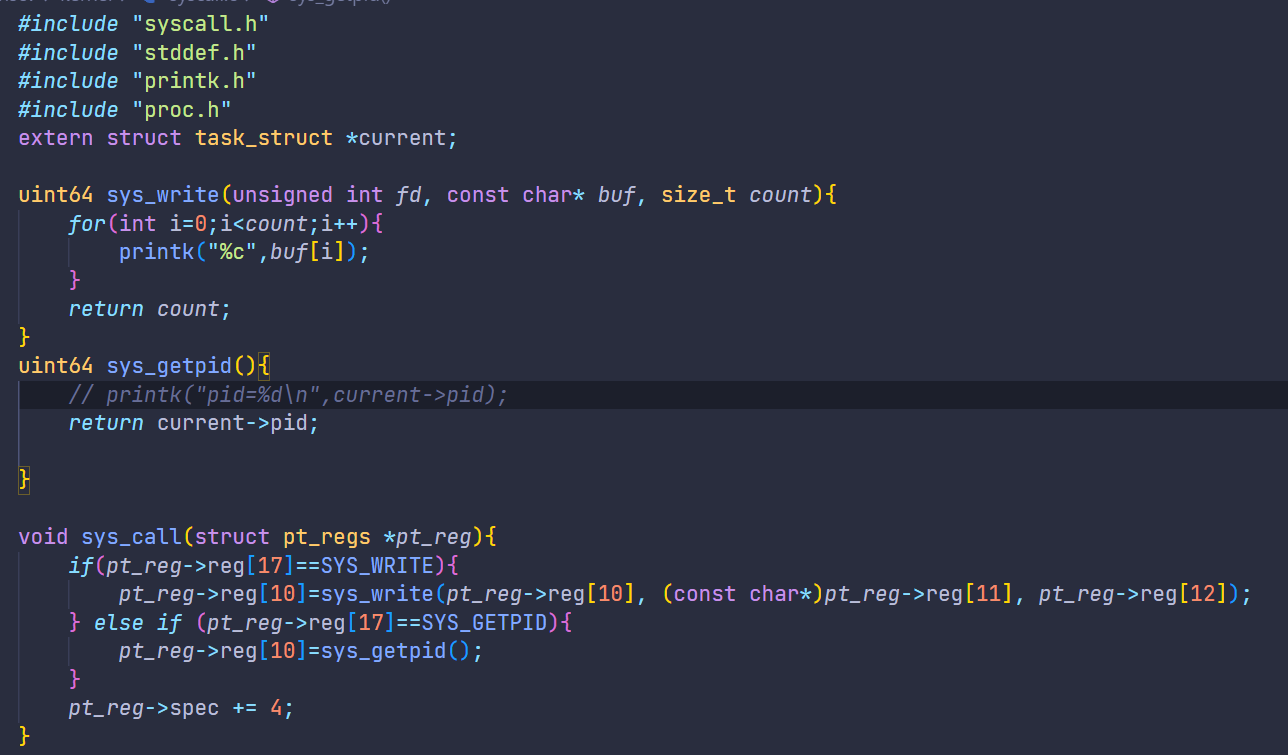 #include "syscall.h"
#include "stddef.h"
#include "printk.h"
#include "proc.h"
extern struct task_struct *current;
uint64 sys_write(unsigned int fd, const char* buf, size_t count){
    for(int i=0;i<count;i++){
        printk("%c",buf[i]);
    }
    return count;
}
uint64 sys_getpid(){
    // printk("pid=%d\n",current->pid);
    return current->pid;
}
void sys_call(struct pt_regs *pt_reg){
    if(pt_reg->reg[17]==SYS_WRITE){
        pt_reg->reg[10]=sys_write(pt_reg->reg[10], (const char*)pt_reg->reg[11], pt_reg->reg[12]);
    } else if (pt_reg->reg[17]==SYS_GETPID){
        pt_reg->reg[10]=sys_getpid();
    }
    pt_reg->spec += 4;
}